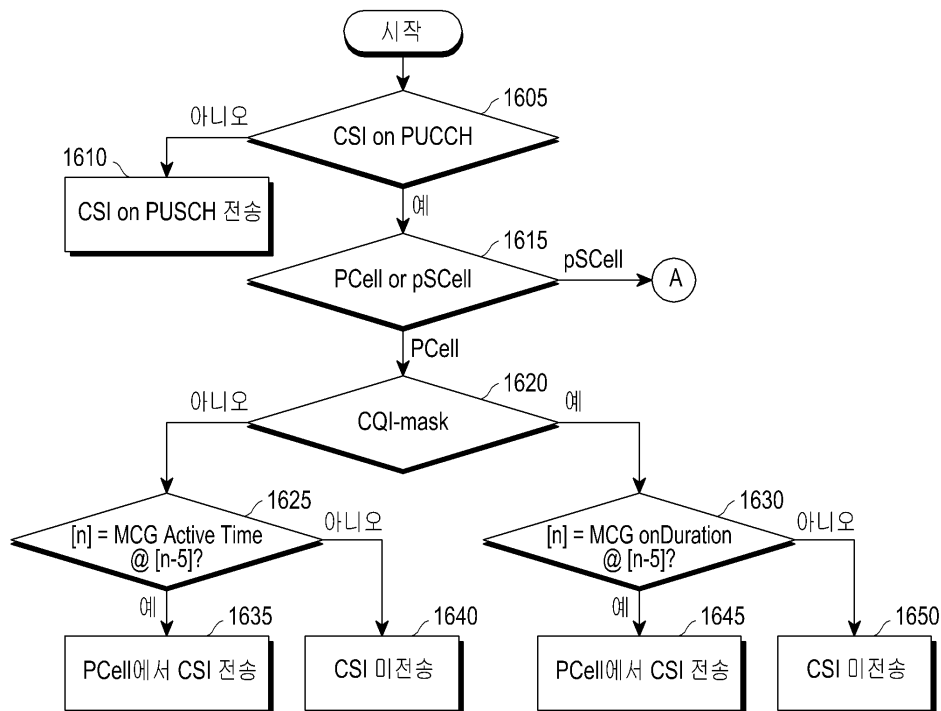 시작
1605
아니오
CSI on PUCCH
1610
CSI on PUSCH 전송
예
1615
PCell or pSCell
pSCell
A
PCell
1620
아니오
CQI-mask
예
1625
[n] = MCG Active Time
@ [n-5]?
아니오
예
1630
[n] = MCG onDuration
@ [n-5]?
아니오
예
1635
PCell에서 CSI 전송
1640
CSI 미전송
1645
PCell에서 CSI 전송
1650
CSI 미전송